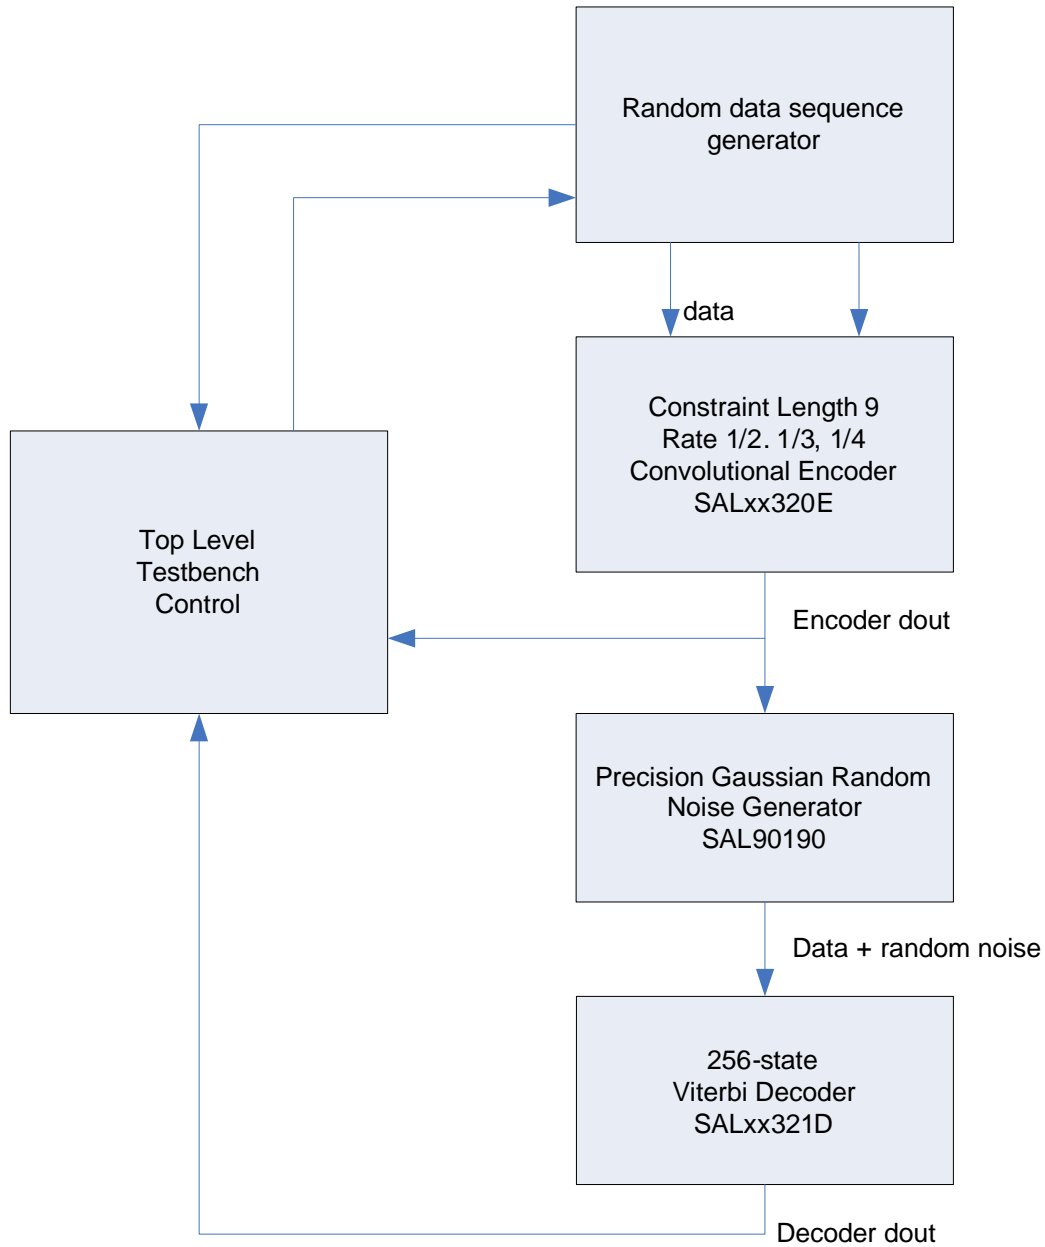 Random data sequence
generator
data
Constraint Length 9
Rate 1/2. 1/3, 1/4
Convolutional Encoder
SALxx320E
Top Level
Testbench
Control
Encoder dout
Precision Gaussian Random
Noise Generator
SAL90190
Data + random noise
256-state
Viterbi Decoder
SALxx321D
Decoder dout